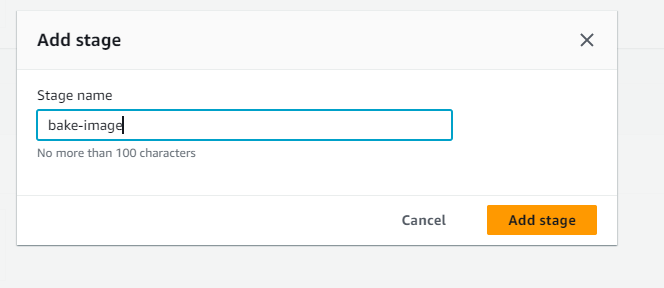 Add stage
Stage name
bake-image
No more than 100 characters
Cancel
Add stage